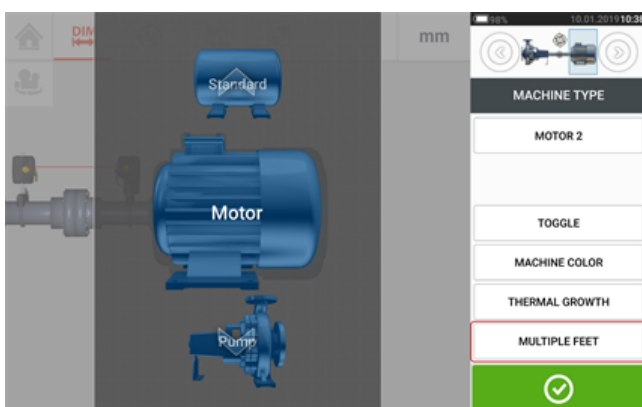 DIM
mm
Standard
Motor
Pump
98%
10.01.2019 10:38
MACHINE TYPE
MOTOR 2
TOGGLE
MACHINE COLOR
THERMAL GROWTH
MULTIPLE FEET